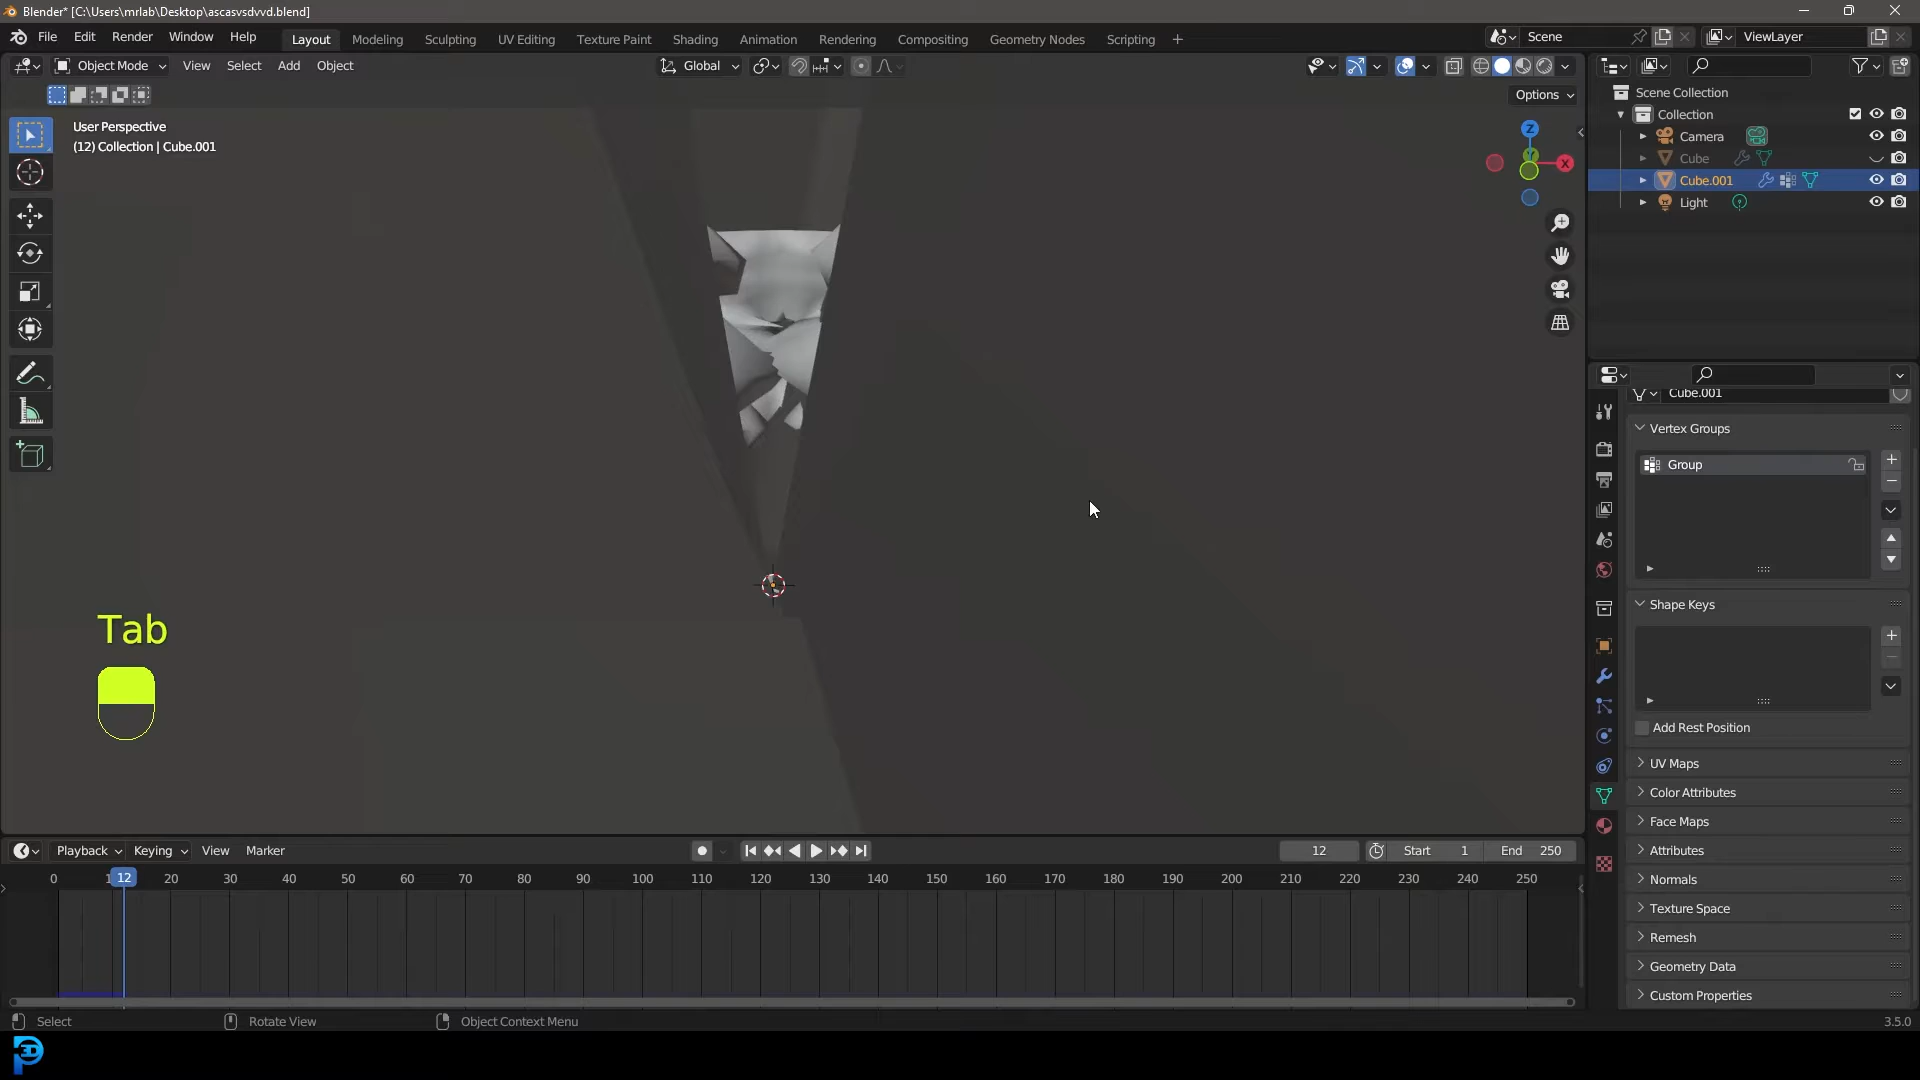 Blender* [C:\Users\mrlab\Desktop\ascasvsdvvd.blend]
File Edit Render Window Help Layout Modeling Sculpting UV Editing Texture Paint Shading Animation Rendering Compositing Geometry Nodes Scripting + Scene ViewLayer
Object Mode View Select Add Object Global
Options
User Perspective
(12) Collection | Cube.001
Z
Y
X
Scene Collection
Collection
Camera
Cube
Cube.001
Light
Cube.001
Vertex Groups
Group
Shape Keys
Add Rest Position
UV Maps
Color Attributes
Face Maps
Attributes
Normals
Texture Space
Remesh
Geometry Data
Custom Properties
Tab
Playback Keying View Marker 12 Start 1 End 250
0 12 20 30 40 50 60 70 80 90 100 110 120 130 140 150 160 170 180 190 200 210 220 230 240 250
Select Rotate View Object Context Menu 3.5.0